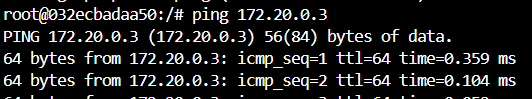 root@032ecbadaa50:/# ping 172.20.0.3
PING 172.20.0.3 (172.20.0.3) 56(84) bytes of data.
64 bytes from 172.20.0.3: icmp_seq=1 ttl=64 time=0.359 ms
64 bytes from 172.20.0.3: icmp_seq=2 ttl=64 time=0.104 ms